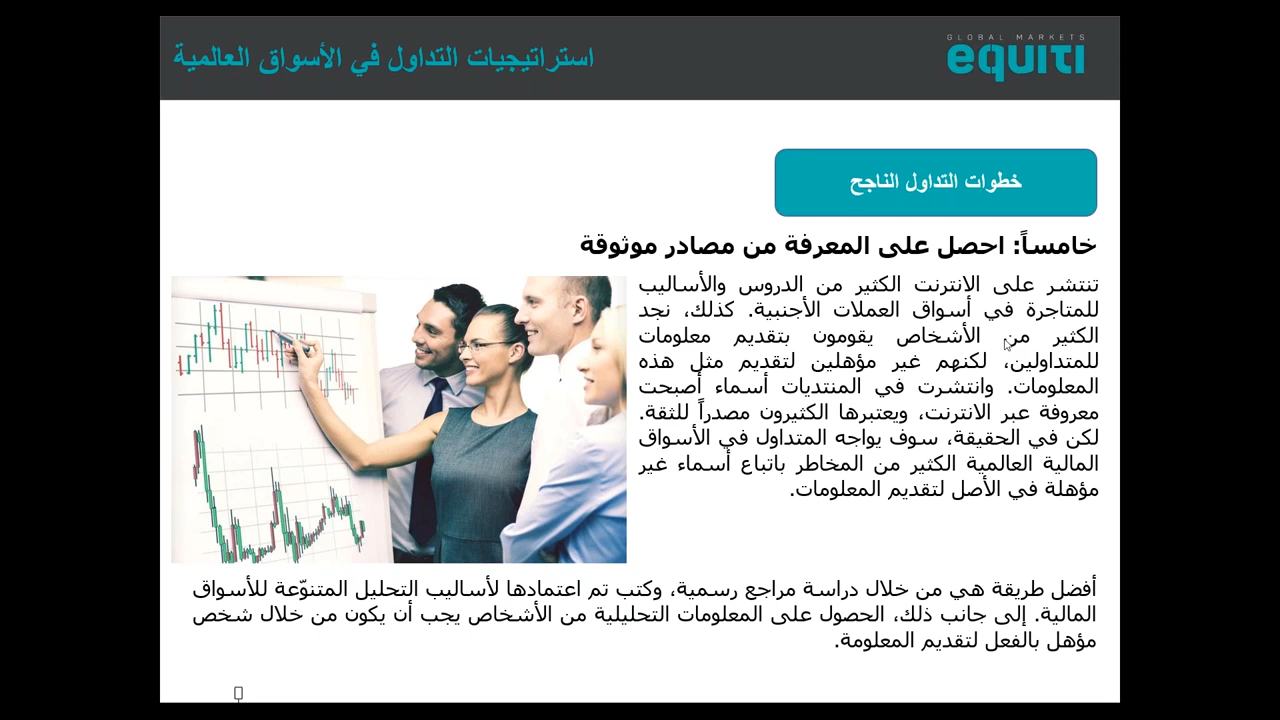 استراتيجيات التداول في الأسواق العالمية
GLOBAL MARKETS
equiti
خطوات التداول الناجح
خامساً: احصل على المعرفة من مصادر موثوقة
تنتشر على الانترنت الكثير من الدروس والأساليب
للمتاجرة في أسواق العملات الأجنبية. كذلك، نجد
الكثير من الأشخاص يقومون بتقديم معلومات
للمتداولين، لكنهم غير مؤهلين لتقديم مثل هذه
المعلومات. وانتشرت في المنتديات أسماء أصبحت
معروفة عبر الانترنت، ويعتبرها الكثيرون مصدراً للثقة.
لكن في الحقيقة، سوف يواجه المتداول في الأسواق
المالية العالمية الكثير من المخاطر باتباع أسماء غير
مؤهلة في الأصل لتقديم المعلومات.
أفضل طريقة هي من خلال دراسة مراجع رسمية، وكتب تم اعتمادها لأساليب التحليل المتنوّعة للأسواق
المالية. إلى جانب ذلك، الحصول على المعلومات التحليلية من الأشخاص يجب أن يكون من خلال شخص
مؤهل بالفعل لتقديم المعلومة.